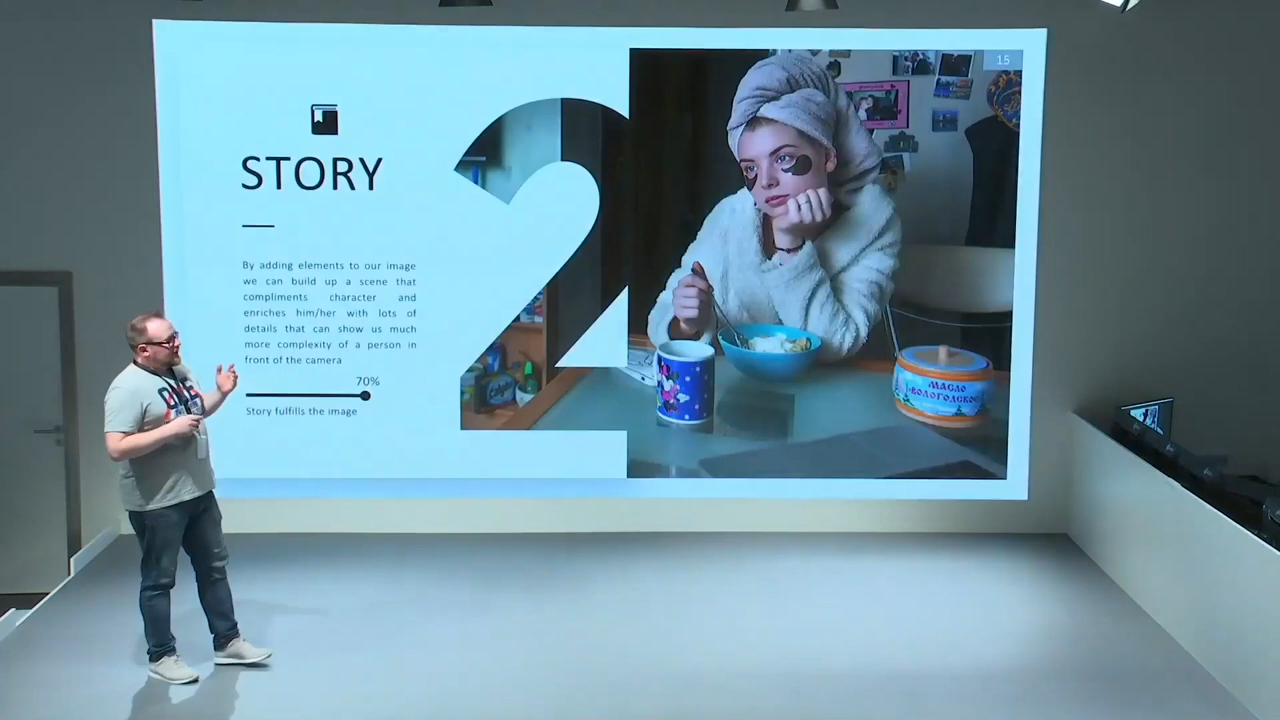 15
STORY
2
By adding elements to our image
we can build up a scene that
compliments character and
enriches him/her with lots of
details that can show us much
more complexity of a person in
front of the camera
70%
Story fulfills the image
МАСЛО
ВОЛОГОДСКОЕ